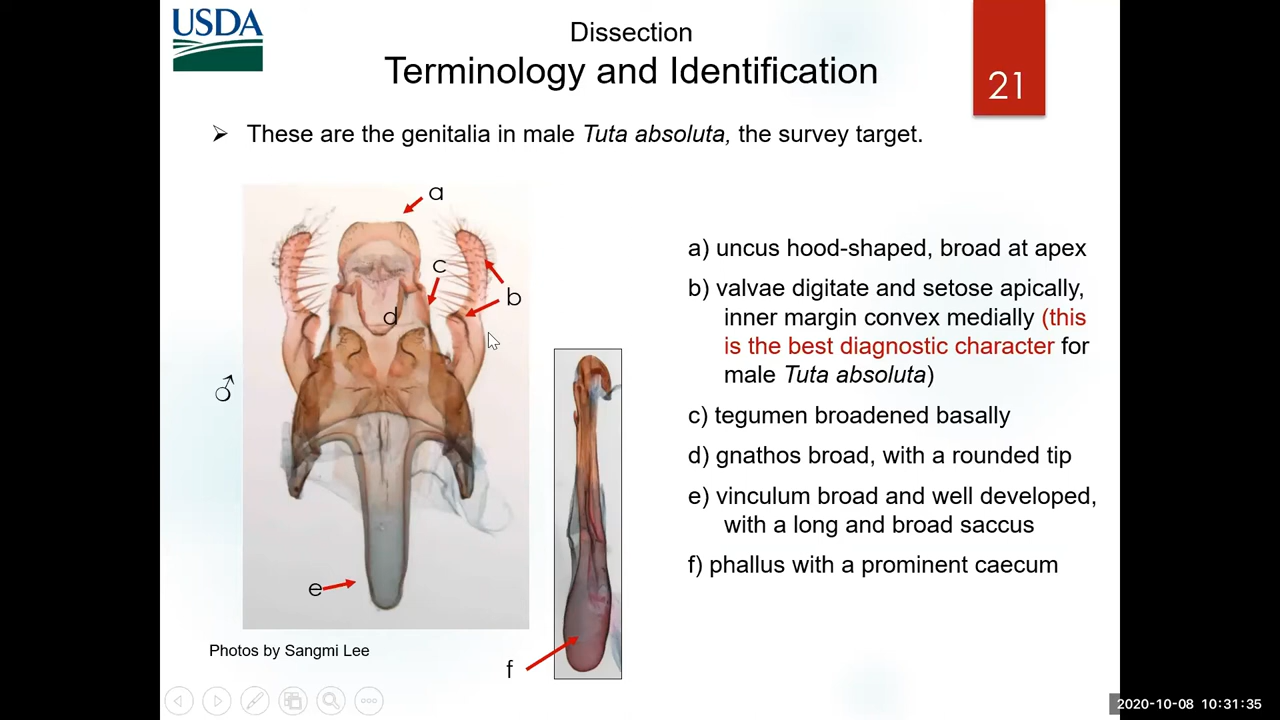 USDA
Dissection
Terminology and Identification
21
➢ These are the genitalia in male Tuta absoluta, the survey target.
a
c
b
d
♂
e
f
a) uncus hood-shaped, broad at apex
b) valvae digitate and setose apically,
inner margin convex medially (this
is the best diagnostic character for
male Tuta absoluta)
c) tegumen broadened basally
d) gnathos broad, with a rounded tip
e) vinculum broad and well developed,
with a long and broad saccus
f) phallus with a prominent caecum
Photos by Sangmi Lee
2020-10-08 10:31:35